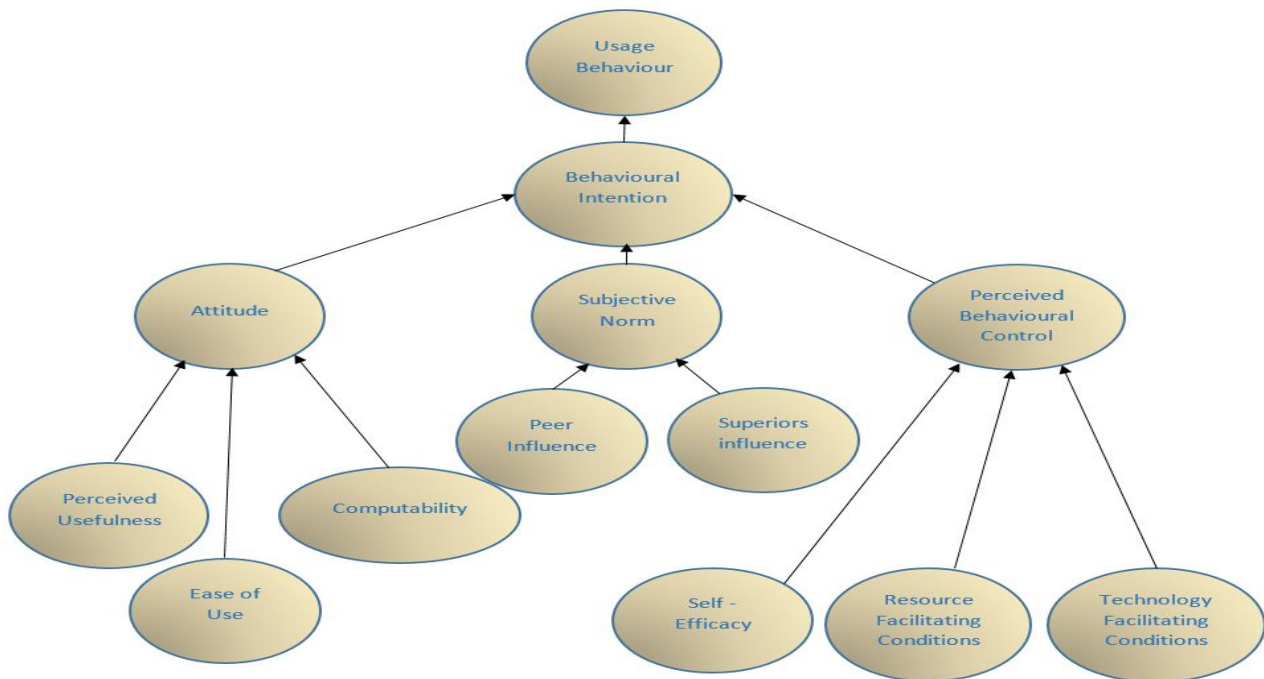 Usage
Behaviour
Behavioural
Intention
Attitude
Subjective
Norm
Perceived
Behavioural
Control
Peer
Influence
Superiors
influence
Perceived
Usefulness
Computability
Ease of
Use
Self -
Efficacy
Resource
Facilitating
Conditions
Technology
Facilitating
Conditions